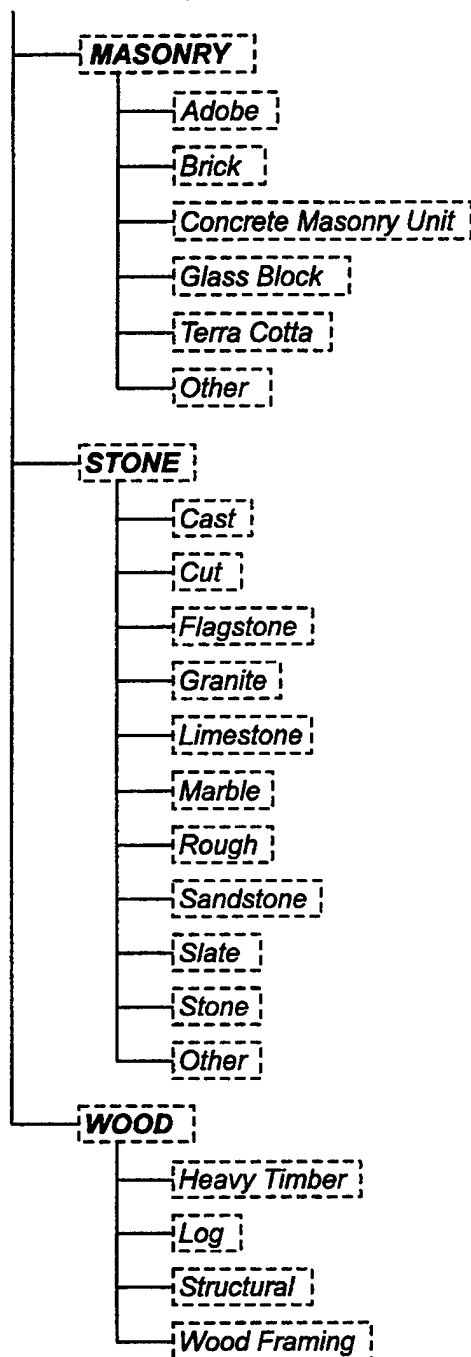 MASONRY
Adobe
Brick
Concrete Masonry Unit
Glass Block
Terra Cotta
Other
STONE
Cast
Cut
Flagstone
Granite
Limestone
Marble
Rough
Sandstone
Slate
Stone
Other
WOOD
Heavy Timber
Log
Structural
Wood Framing